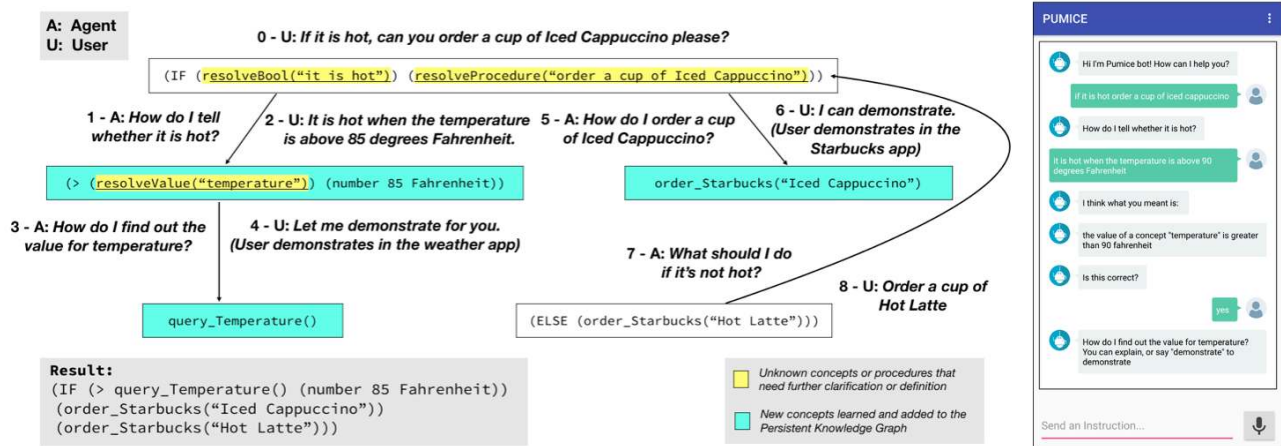 A: Agent
U: User
0 - U: If it is hot, can you order a cup of Iced Cappuccino please?
(IF (resolveBool(“it is hot”)) (resolveProcedure(“order a cup of Iced Cappuccino”)))
1 - A: How do I tell
whether it is hot?
2 - U: It is hot when the temperature
is above 85 degrees Fahrenheit.
5 - A: How do I order a cup
of Iced Cappuccino?
6 - U: I can demonstrate.
(User demonstrates in the
Starbucks app)
(> (resolveValue(“temperature”)) (number 85 Fahrenheit))
order_Starbucks(“Iced Cappuccino”)
3 - A: How do I find out the
value for temperature?
4 - U: Let me demonstrate for you.
(User demonstrates in the weather app)
7 - A: What should I do
if it’s not hot?
8 - U: Order a cup of
Hot Latte
query_Temperature()
(ELSE (order_Starbucks(“Hot Latte”)))
Result:
(IF (> query_Temperature() (number 85 Fahrenheit))
(order_Starbucks(“Iced Cappuccino”))
(order_Starbucks(“Hot Latte”)))
Unknown concepts or procedures that
need further clarification or definition
New concepts learned and added to the
Persistent Knowledge Graph
PUMICE
Hi I'm Pumice bot! How can I help you?
if it is hot order a cup of iced cappuccino
How do I tell whether it is hot?
it is hot when the temperature is above 90
degrees Fahrenheit
I think what you meant is:
the value of a concept "temperature" is greater
than 90 fahrenheit
Is this correct?
yes
How do I find out the value for temperature?
You can explain, or say "demonstrate" to
demonstrate
Send an Instruction...